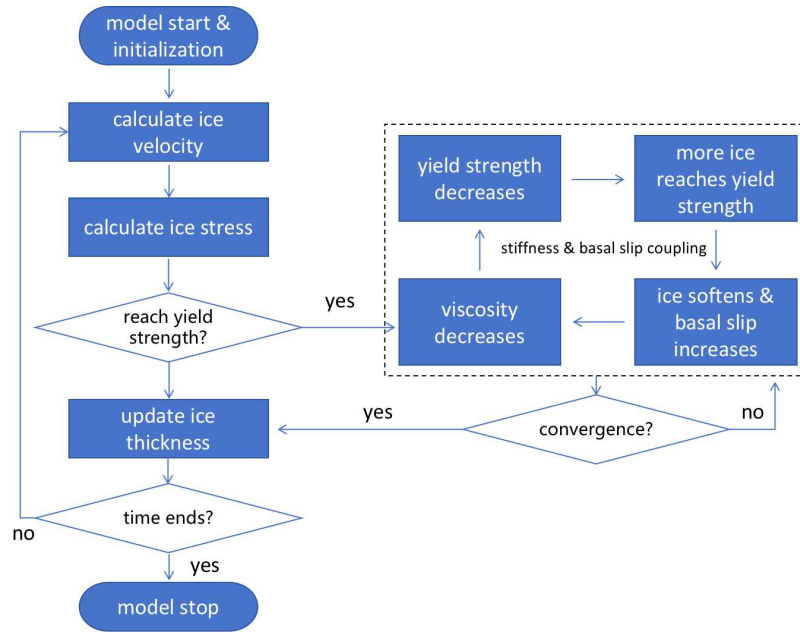 model start &
initialization
calculate ice
velocity
calculate ice stress
reach yield
strength?
yes
update ice
thickness
time ends?
no
yes
model stop
yield strength
decreases
more ice
reaches yield
strength
stiffness & basal slip coupling
viscosity
decreases
ice softens &
basal slip
increases
convergence?
yes
no